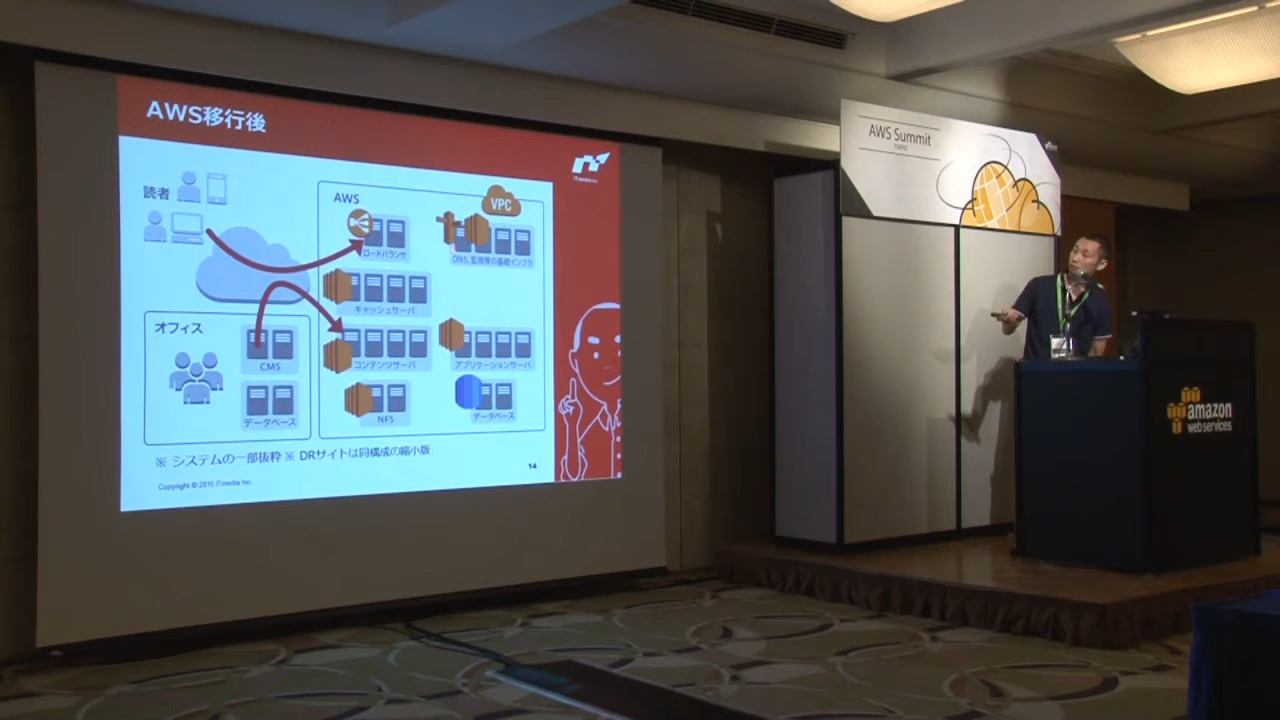 AWS移行後
ITmedia Inc.
読者
AWS
VPC
ロードバランサ
DNS、監視等の基礎インフラ
キャッシュサーバ
オフィス
CMS
コンテンツサーバ
アプリケーションサーバ
データベース
NFS
データベース
※ システムの一部抜粋 ※ DRサイトは同構成の縮小版
14
Copyright © 2015 ITmedia Inc.
AWS Summit
TOKYO
amazon
web services